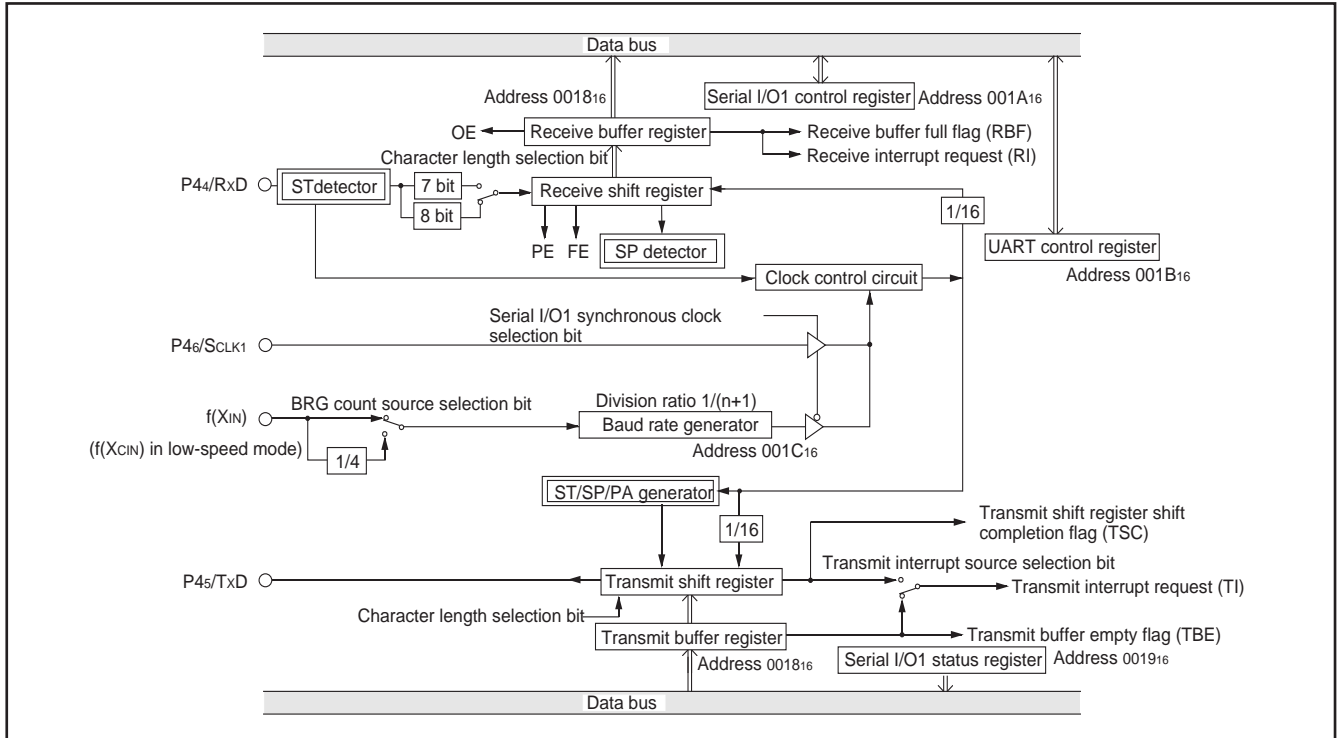 Data bus
Address 001816
Serial I/O1 control register
Address 001A16
OE
Receive buffer register
Receive buffer full flag (RBF)
Receive interrupt request (RI)
Character length selection bit
P44/RXD
STdetector
7 bit
8 bit
Receive shift register
1/16
PE
FE
SP detector
UART control register
Address 001B16
Clock control circuit
Serial I/O1 synchronous clock
selection bit
P46/SCLK1
f(XIN)
BRG count source selection bit
Division ratio 1/(n+1)
Baud rate generator
(f(XCIN) in low-speed mode)
1/4
Address 001C16
ST/SP/PA generator
1/16
Transmit shift register shift
completion flag (TSC)
Transmit interrupt source selection bit
P45/TXD
Transmit shift register
Transmit interrupt request (TI)
Character length selection bit
Transmit buffer register
Transmit buffer empty flag (TBE)
Address 001816
Serial I/O1 status register
Address 001916
Data bus